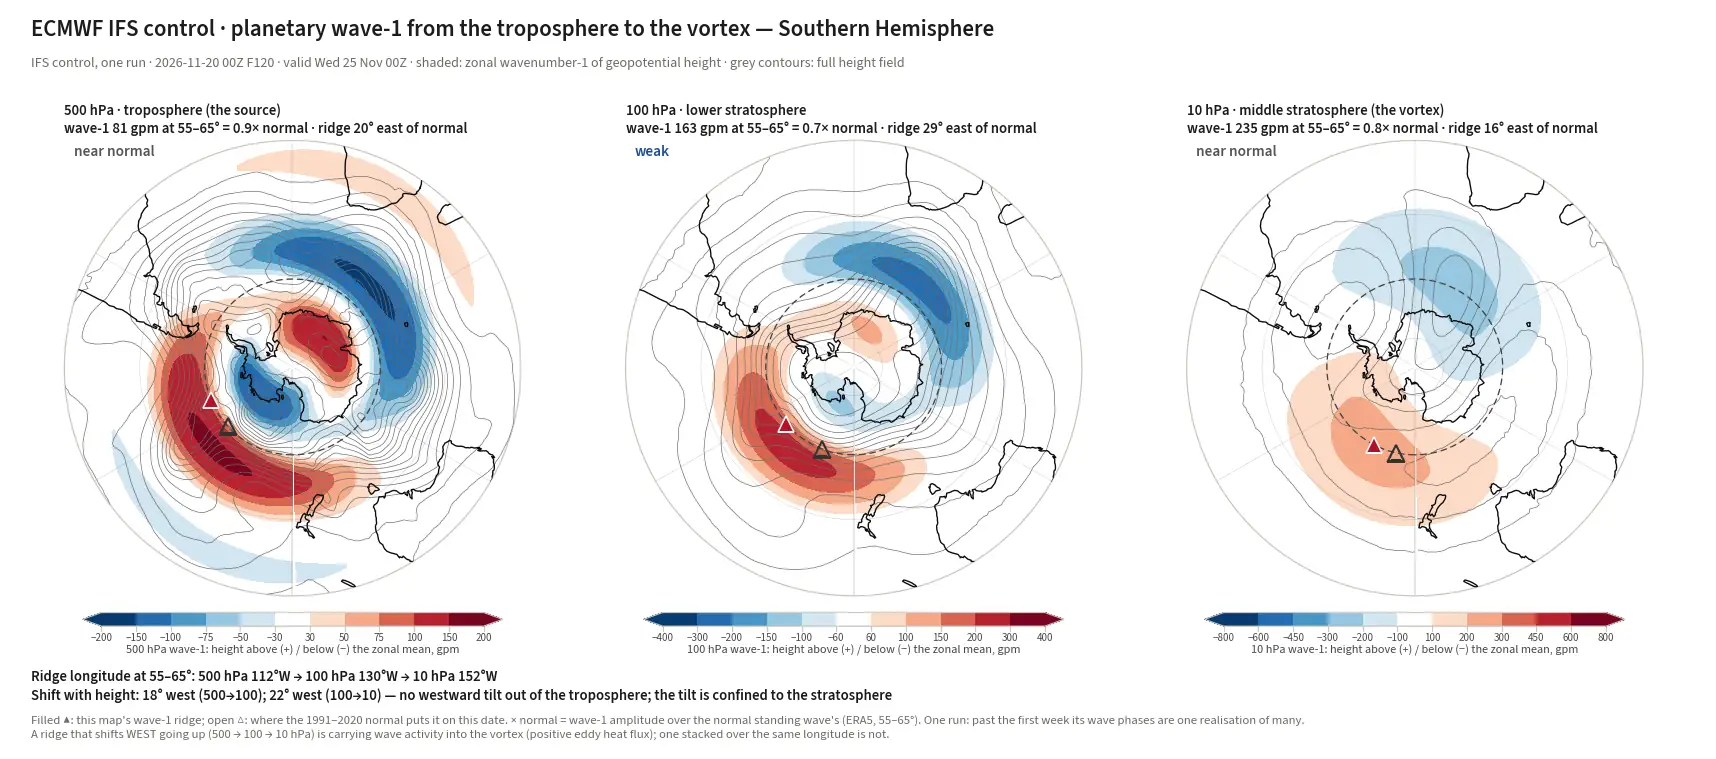 ECMWF IFS control · planetary wave-1 from the troposphere to the vortex — Southern Hemisphere
IFS control, one run · 2026-11-20 00Z F120 · valid Wed 25 Nov 00Z · shaded: zonal wavenumber-1 of geopotential height · grey contours: full height field
500 hPa · troposphere (the source)
wave-1 81 gpm at 55–65° = 0.9× normal · ridge 20° east of normal
near normal
100 hPa · lower stratosphere
wave-1 163 gpm at 55–65° = 0.7× normal · ridge 29° east of normal
weak
10 hPa · middle stratosphere (the vortex)
wave-1 235 gpm at 55–65° = 0.8× normal · ridge 16° east of normal
near normal
−200 −150 −100 −75 −50 −30 30 50 75 100 150 200
500 hPa wave-1: height above (+) / below (−) the zonal mean, gpm
−400 −300 −200 −150 −100 −60 60 100 150 200 300 400
100 hPa wave-1: height above (+) / below (−) the zonal mean, gpm
−800 −600 −450 −300 −200 −100 100 200 300 450 600 800
10 hPa wave-1: height above (+) / below (−) the zonal mean, gpm
Ridge longitude at 55–65°: 500 hPa 112°W → 100 hPa 130°W → 10 hPa 152°W
Shift with height: 18° west (500→100); 22° west (100→10) — no westward tilt out of the troposphere; the tilt is confined to the stratosphere
Filled ▲: this map's wave-1 ridge; open △: where the 1991–2020 normal puts it on this date. × normal = wave-1 amplitude over the normal standing wave's (ERA5, 55–65°). One run: past the first week its wave phases are one realisation of many.
A ridge that shifts WEST going up (500 → 100 → 10 hPa) is carrying wave activity into the vortex (positive eddy heat flux); one stacked over the same longitude is not.